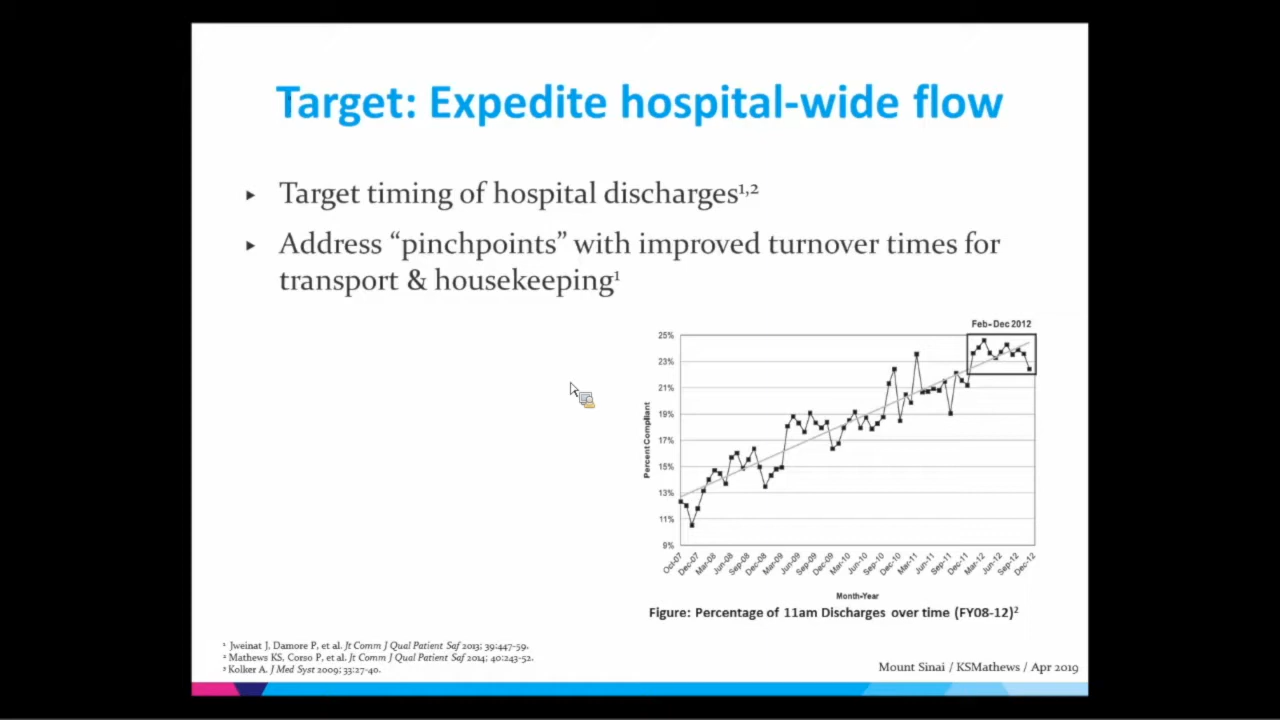 Target: Expedite hospital-wide flow
▸ Target timing of hospital discharges1,2
▸ Address “pinchpoints” with improved turnover times for
transport & housekeeping1
Feb-Dec 2012
25%
23%
21%
19%
17%
15%
13%
11%
9%
Percent Compliant
Oct-07
Dec-07
Mar-08
Jun-08
Sep-08
Dec-08
Mar-09
Jun-09
Sep-09
Dec-09
Mar-10
Jun-10
Sep-10
Dec-10
Mar-11
Jun-11
Sep-11
Dec-11
Mar-12
Jun-12
Sep-12
Dec-12
Month-Year
Figure: Percentage of 11am Discharges over time (FY08-12)2
1 Jweinat J, Damore P, et al. Jt Comm J Qual Patient Saf 2013; 39:447-59.
2 Mathews KS, Corso P, et al. Jt Comm J Qual Patient Saf 2014; 40:243-52.
3 Kolker A. J Med Syst 2009; 33:27-40.
Mount Sinai / KSMathews / Apr 2019